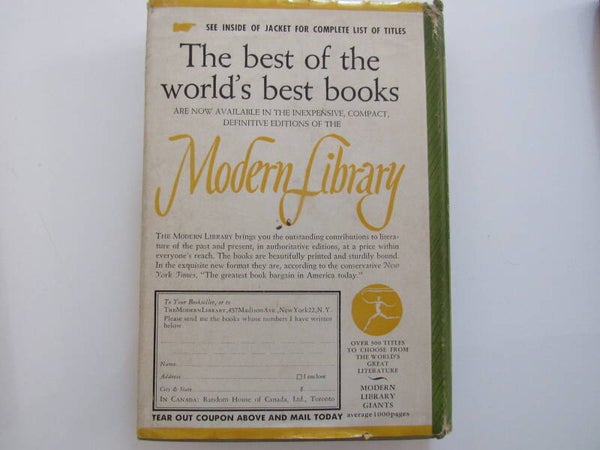 SEE INSIDE OF JACKET FOR COMPLETE LIST OF TITLES
The best of the
world's best books
ARE NOW AVAILABLE IN THE INEXPENSIVE, COMPACT,
DEFINITIVE EDITIONS OF THE
Modern Library
THE MODERN LIBRARY brings you the outstanding contributions to litera-
ture of the past and present, in authoritative editions, at a price within
everyone's reach. The books are beautifully printed and sturdily bound.
In the exquisite new format they are, according to the conservative New
York Times, "The greatest book bargain in America today."
To Your Bookseller, or to
THE MODERN LIBRARY, 457 Madison Ave., New York 22, N. Y.
Please send me the books whose numbers I have written
below
Name
Address
I enclose
City & State
$
IN CANADA: Random House of Canada, Ltd., Toronto
TEAR OUT COUPON ABOVE AND MAIL TODAY
OVER 300 TITLES
TO CHOOSE FROM
THE WORLD'S
GREAT
LITERATURE
MODERN
LIBRARY
GIANTS
average 1000 pages